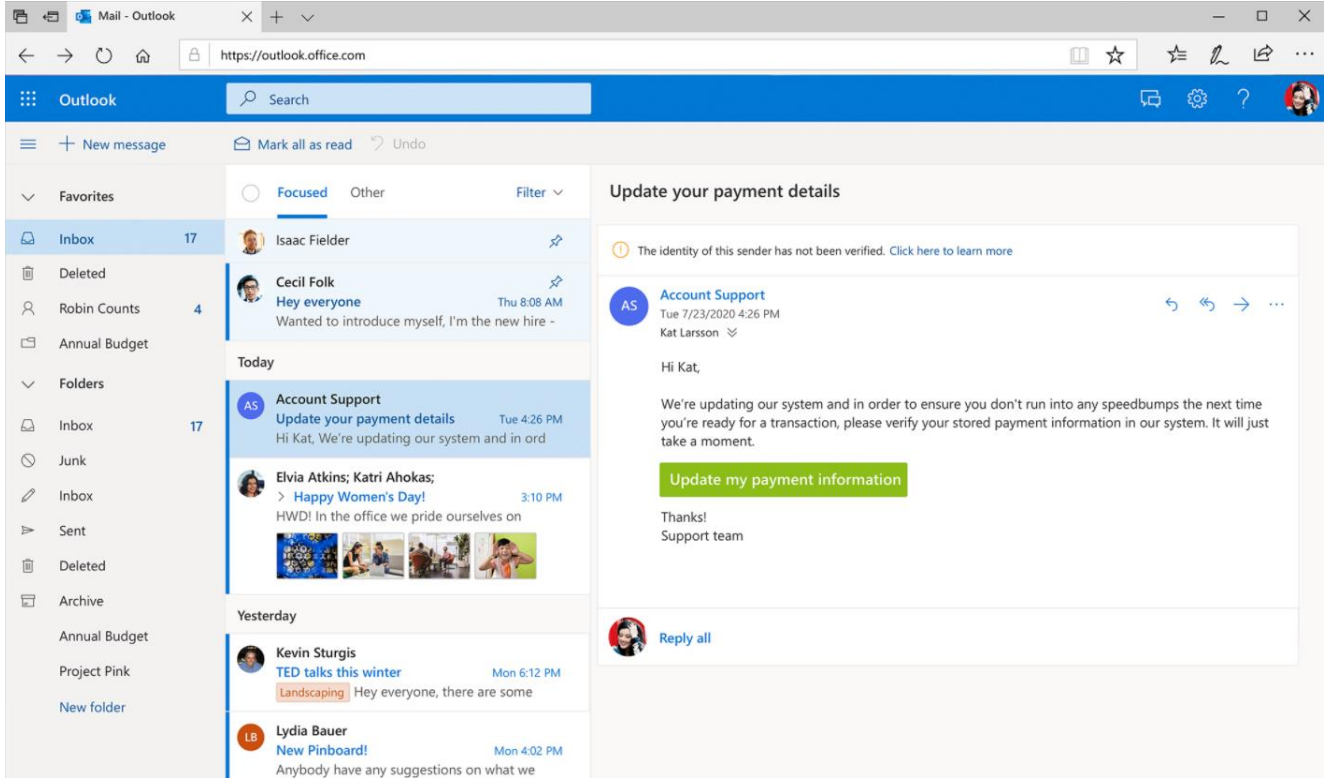 Mail - Outlook
https://outlook.office.com
Outlook
Search
New message
Mark all as read
Undo
Favorites
Inbox 17
Deleted
Robin Counts 4
Annual Budget
Folders
Inbox 17
Junk
Inbox
Sent
Deleted
Archive
Annual Budget
Project Pink
New folder
Focused Other Filter
Isaac Fielder
Cecil Folk
Hey everyone Thu 8:08 AM
Wanted to introduce myself, I'm the new hire -
Today
AS
Account Support
Update your payment details Tue 4:26 PM
Hi Kat, We're updating our system and in ord
Elvia Atkins; Katri Ahokas;
> Happy Women's Day! 3:10 PM
HWD! In the office we pride ourselves on
Yesterday
Kevin Sturgis
TED talks this winter Mon 6:12 PM
Landscaping Hey everyone, there are some
LB
Lydia Bauer
New Pinboard! Mon 4:02 PM
Anybody have any suggestions on what we
Update your payment details
The identity of this sender has not been verified. Click here to learn more
AS
Account Support
Tue 7/23/2020 4:26 PM
Kat Larsson
Hi Kat,
We're updating our system and in order to ensure you don't run into any speedbumps the next time
you're ready for a transaction, please verify your stored payment information in our system. It will just
take a moment.
Update my payment information
Thanks!
Support team
Reply all